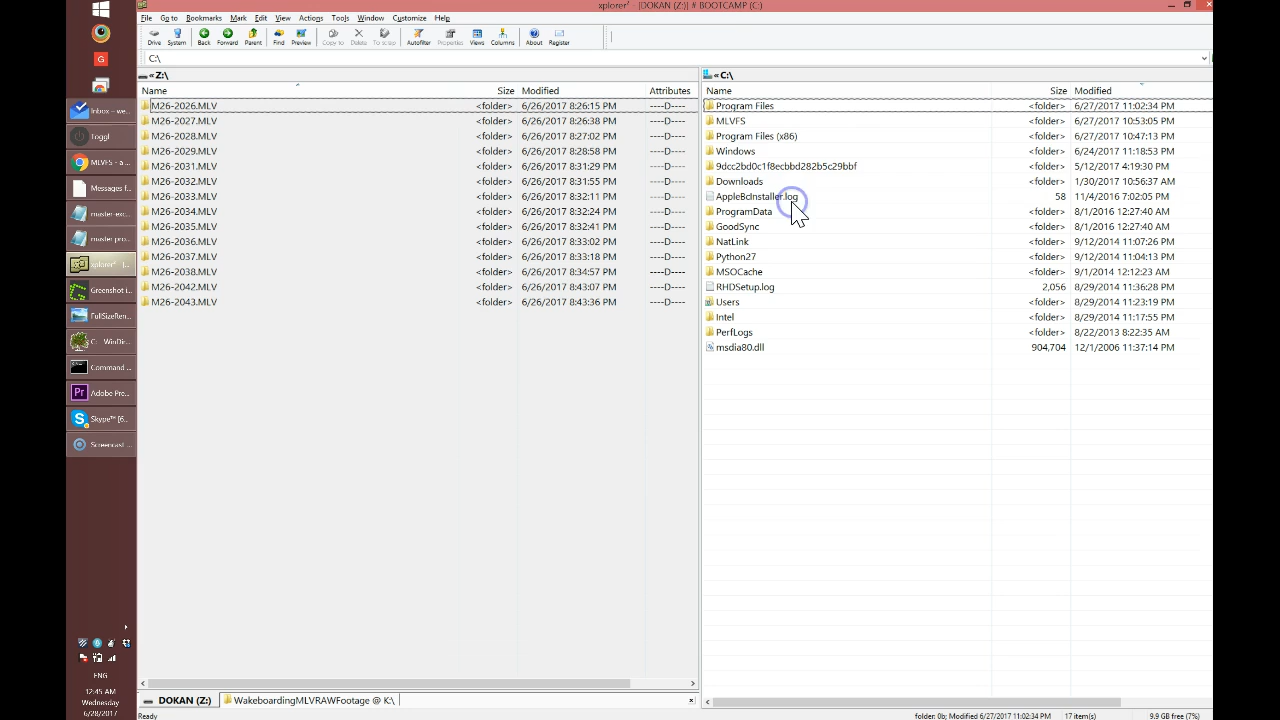 xplorer² - [DOKAN (Z:)] # BOOTCAMP (C:)
File Go to Bookmarks Mark Edit View Actions Tools Window Customize Help
Drive System Back Forward Parent Find Preview Copy to Delete To scrap Autofilter Properties Views Columns About Register
C:\
« Z:\
Name Size Modified Attributes
M26-2026.MLV <folder> 6/26/2017 8:26:15 PM ----D----
M26-2027.MLV <folder> 6/26/2017 8:26:38 PM ----D----
M26-2028.MLV <folder> 6/26/2017 8:27:02 PM ----D----
M26-2029.MLV <folder> 6/26/2017 8:28:58 PM ----D----
M26-2031.MLV <folder> 6/26/2017 8:31:29 PM ----D----
M26-2032.MLV <folder> 6/26/2017 8:31:55 PM ----D----
M26-2033.MLV <folder> 6/26/2017 8:32:11 PM ----D----
M26-2034.MLV <folder> 6/26/2017 8:32:24 PM ----D----
M26-2035.MLV <folder> 6/26/2017 8:32:41 PM ----D----
M26-2036.MLV <folder> 6/26/2017 8:33:02 PM ----D----
M26-2037.MLV <folder> 6/26/2017 8:33:18 PM ----D----
M26-2038.MLV <folder> 6/26/2017 8:34:57 PM ----D----
M26-2042.MLV <folder> 6/26/2017 8:43:07 PM ----D----
M26-2043.MLV <folder> 6/26/2017 8:43:36 PM ----D----
« C:\
Name Size Modified
Program Files <folder> 6/27/2017 11:02:34 PM
MLVFS <folder> 6/27/2017 10:53:05 PM
Program Files (x86) <folder> 6/27/2017 10:47:13 PM
Windows <folder> 6/24/2017 11:18:53 PM
9dcc2bd0c1f8ecbbd282b5c29bbf <folder> 5/12/2017 4:19:30 PM
Downloads <folder> 1/30/2017 10:56:37 AM
AppleBcInstaller.log 58 11/4/2016 7:02:05 PM
ProgramData <folder> 8/1/2016 12:27:40 AM
GoodSync <folder> 8/1/2016 12:27:40 AM
NatLink <folder> 9/12/2014 11:07:26 PM
Python27 <folder> 9/12/2014 11:04:13 PM
MSOCache <folder> 9/1/2014 12:12:23 AM
RHDSetup.log 2,056 8/29/2014 11:36:28 PM
Users <folder> 8/29/2014 11:23:19 PM
Intel <folder> 8/29/2014 11:17:55 PM
PerfLogs <folder> 8/22/2013 8:22:35 AM
msdia80.dll 904,704 12/1/2006 11:37:14 PM
G
Inbox – we...
Toggl
MLVFS - a ...
Messages f...
master-exc...
master pro...
xplorer² - [...
Greenshot i...
FullSizeRen...
C: WinDir...
Command ...
Pr Adobe Pre...
Skype™ [6...
Screencast ...
ENG
12:45 AM
Wednesday
6/28/2017
DOKAN (Z:) WakeboardingMLVRAWFootage @ K:\
Ready folder: 0b; Modified 6/27/2017 11:02:34 PM 17 item(s) 9.9 GB free (7%)